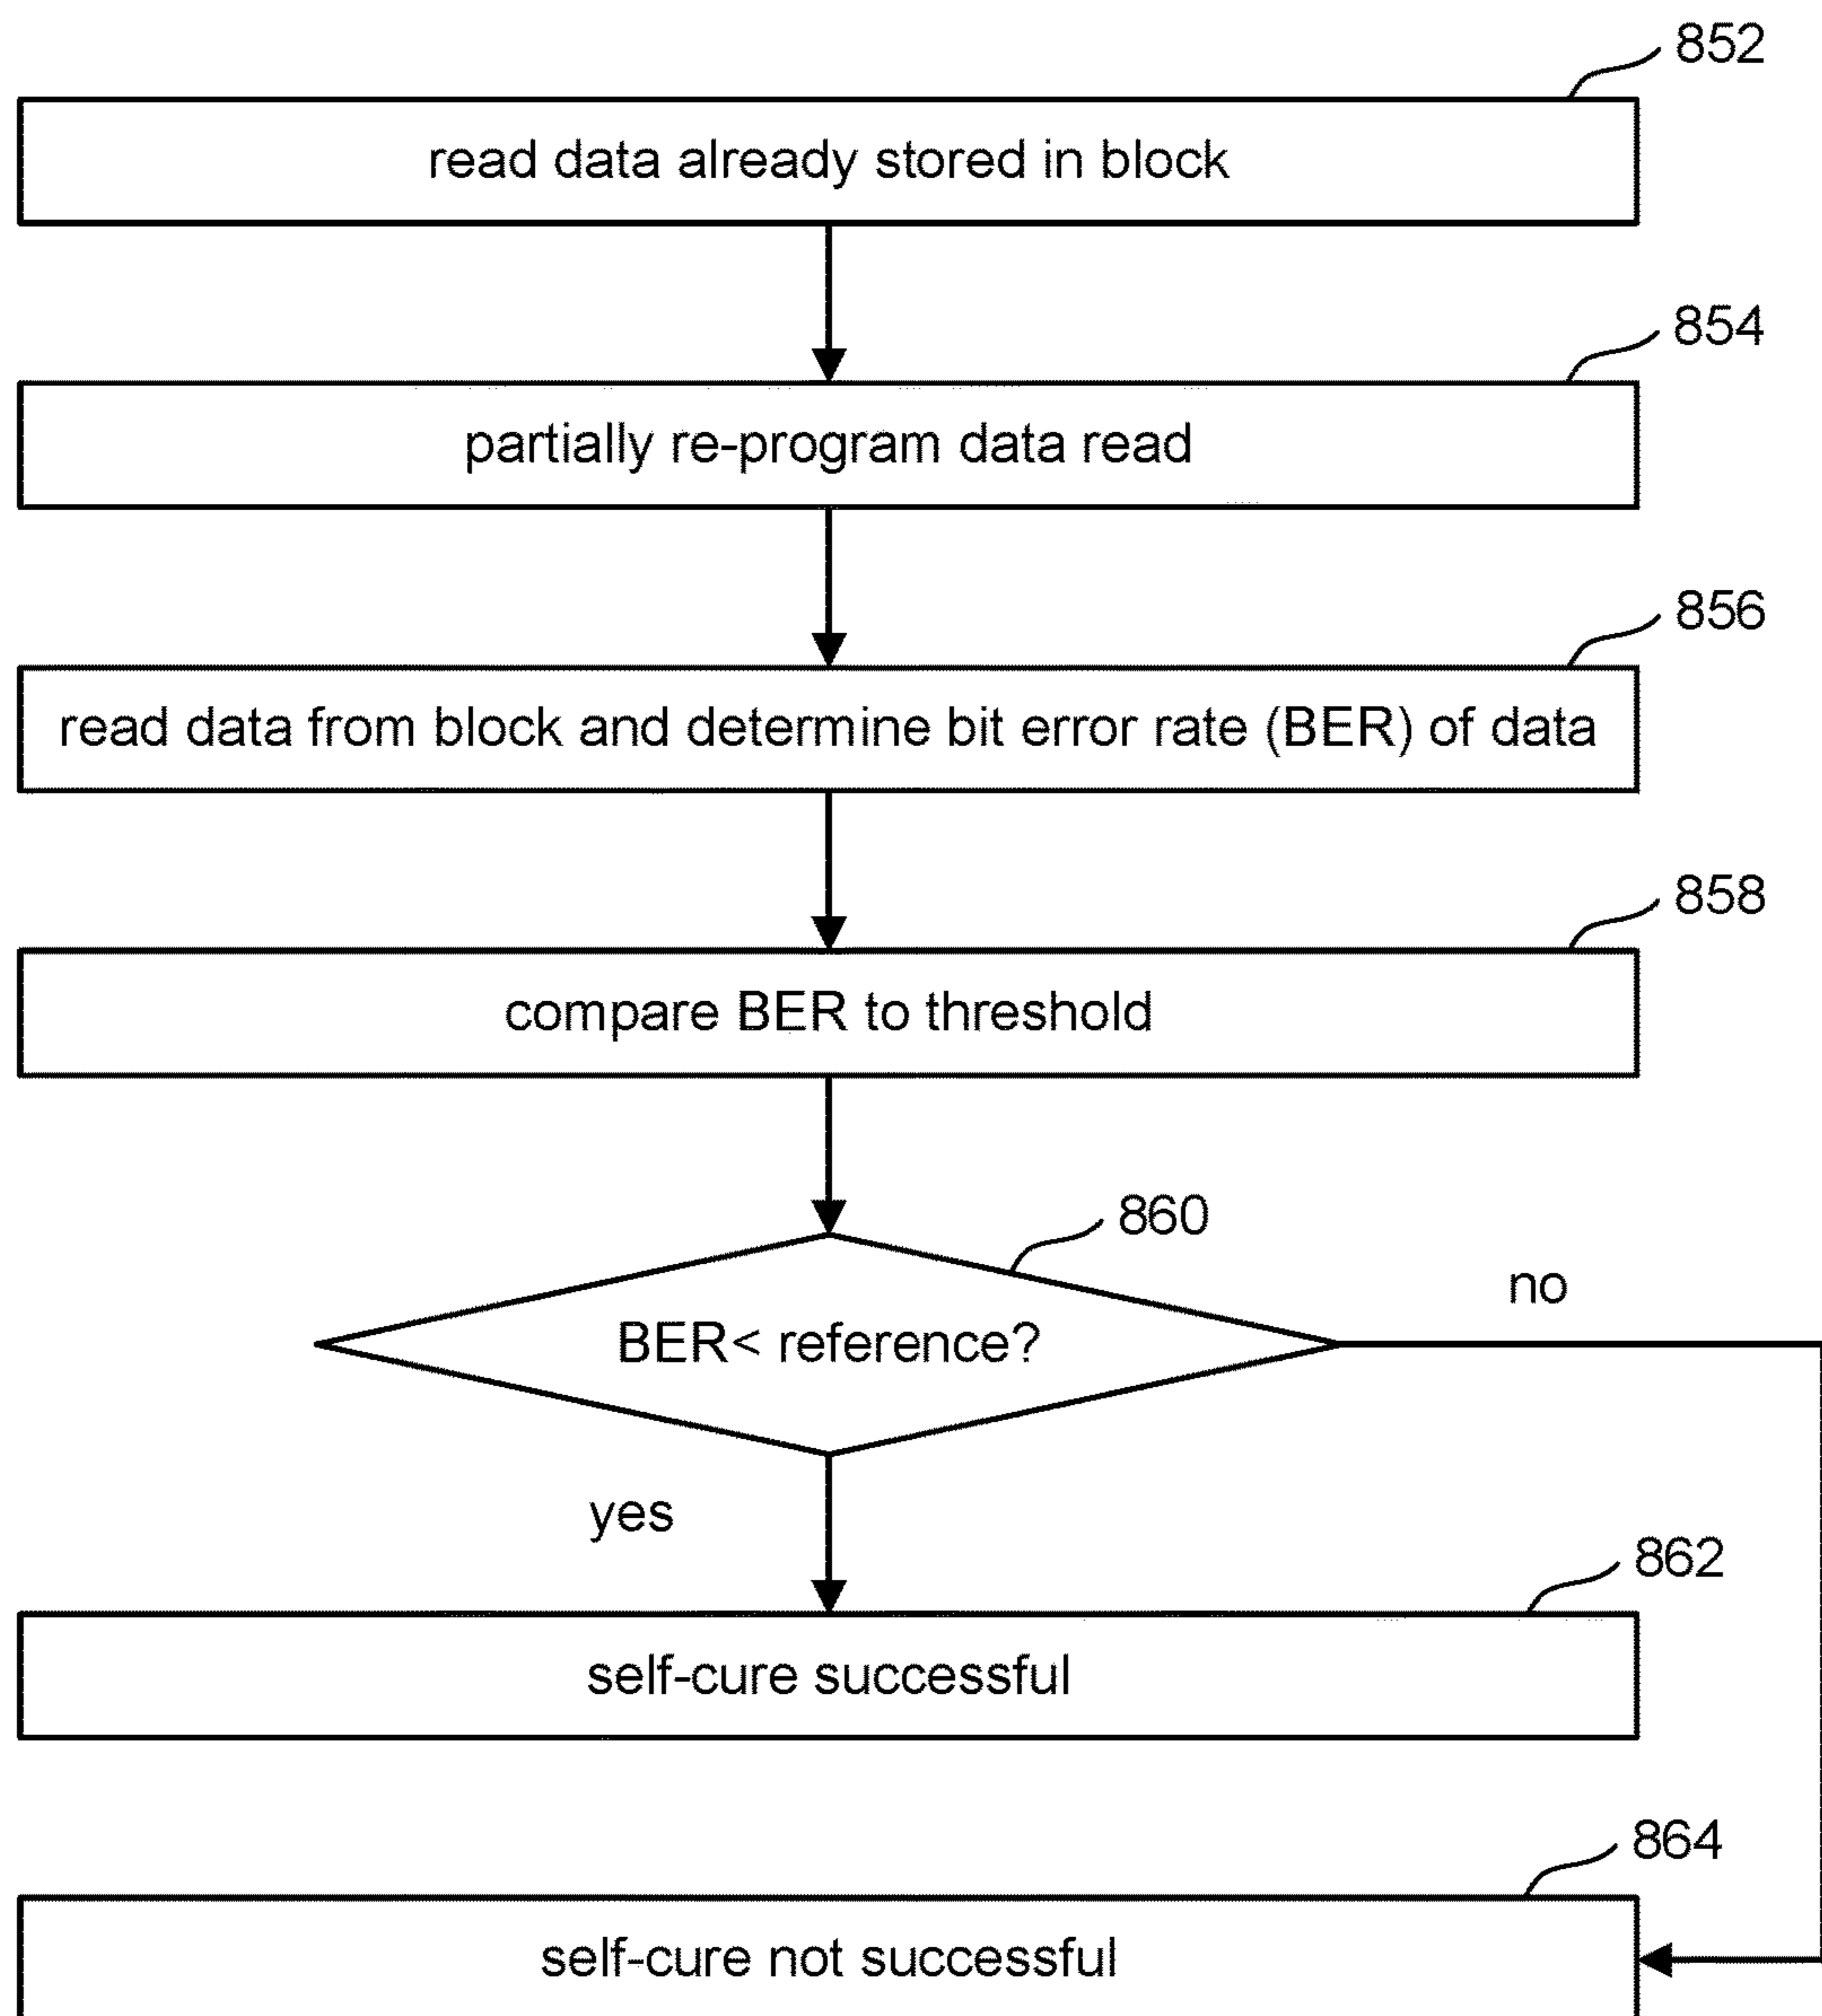 852
read data already stored in block
854
partially re-program data read
856
read data from block and determine bit error rate (BER) of data
858
compare BER to threshold
860
no
BER< reference?
yes
862
self-cure successful
864
self-cure not successful